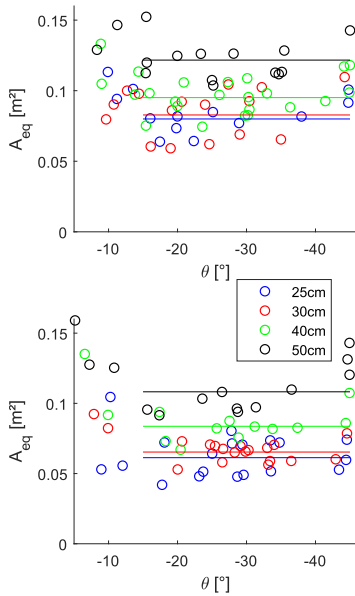 0.15
0.1
0.05
0
A_eq [m²]
-10 -20 -30 -40
θ [°]
25cm
30cm
40cm
50cm
0.15
0.1
0.05
0
A_eq [m²]
-10 -20 -30 -40
θ [°]